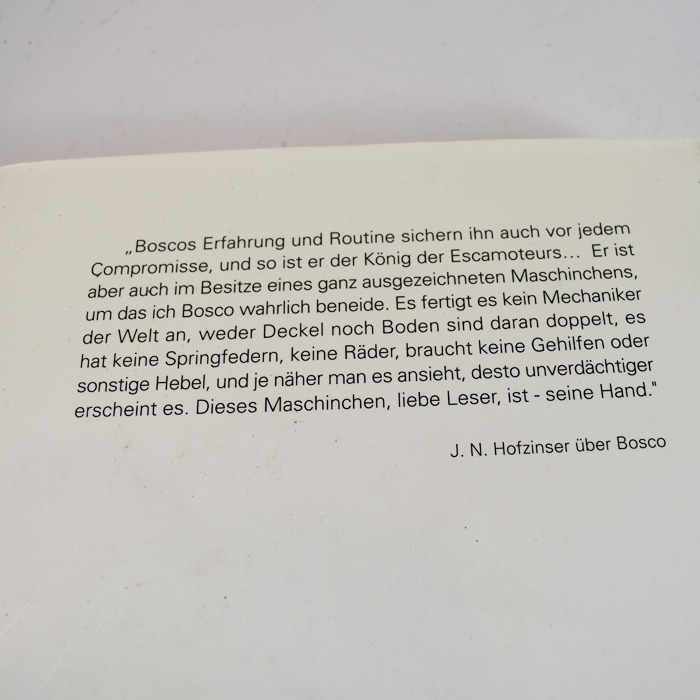 „Boscos Erfahrung und Routine sichern ihn auch vor jedem
Compromisse, und so ist er der König der Escamoteurs... Er ist
aber auch im Besitze eines ganz ausgezeichneten Maschinchens,
um das ich Bosco wahrlich beneide. Es fertigt es kein Mechaniker
der Welt an, weder Deckel noch Boden sind daran doppelt, es
hat keine Springfedern, keine Räder, braucht keine Gehilfen oder
sonstige Hebel, und je näher man es ansieht, desto unverdächtiger
erscheint es. Dieses Maschinchen, liebe Leser, ist - seine Hand."
J. N. Hofzinser über Bosco